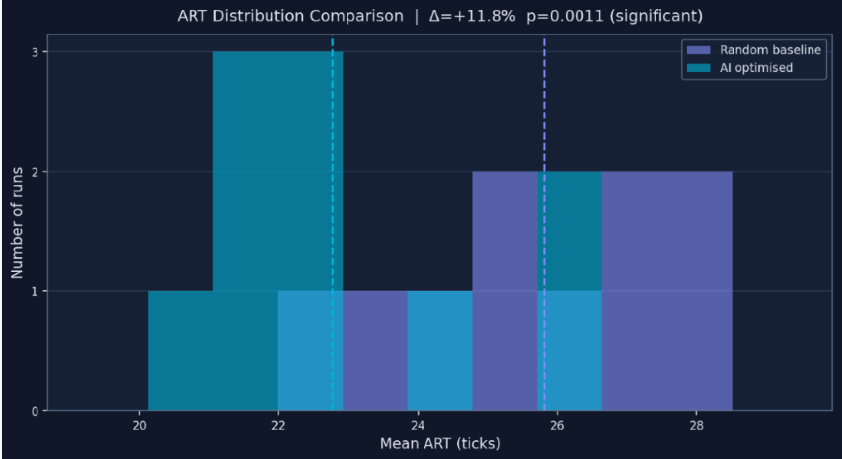 ART Distribution Comparison | Δ=+11.8% p=0.0011 (significant)
Random baseline
AI optimised
Number of runs
3
2
1
0
20 22 24 26 28
Mean ART (ticks)